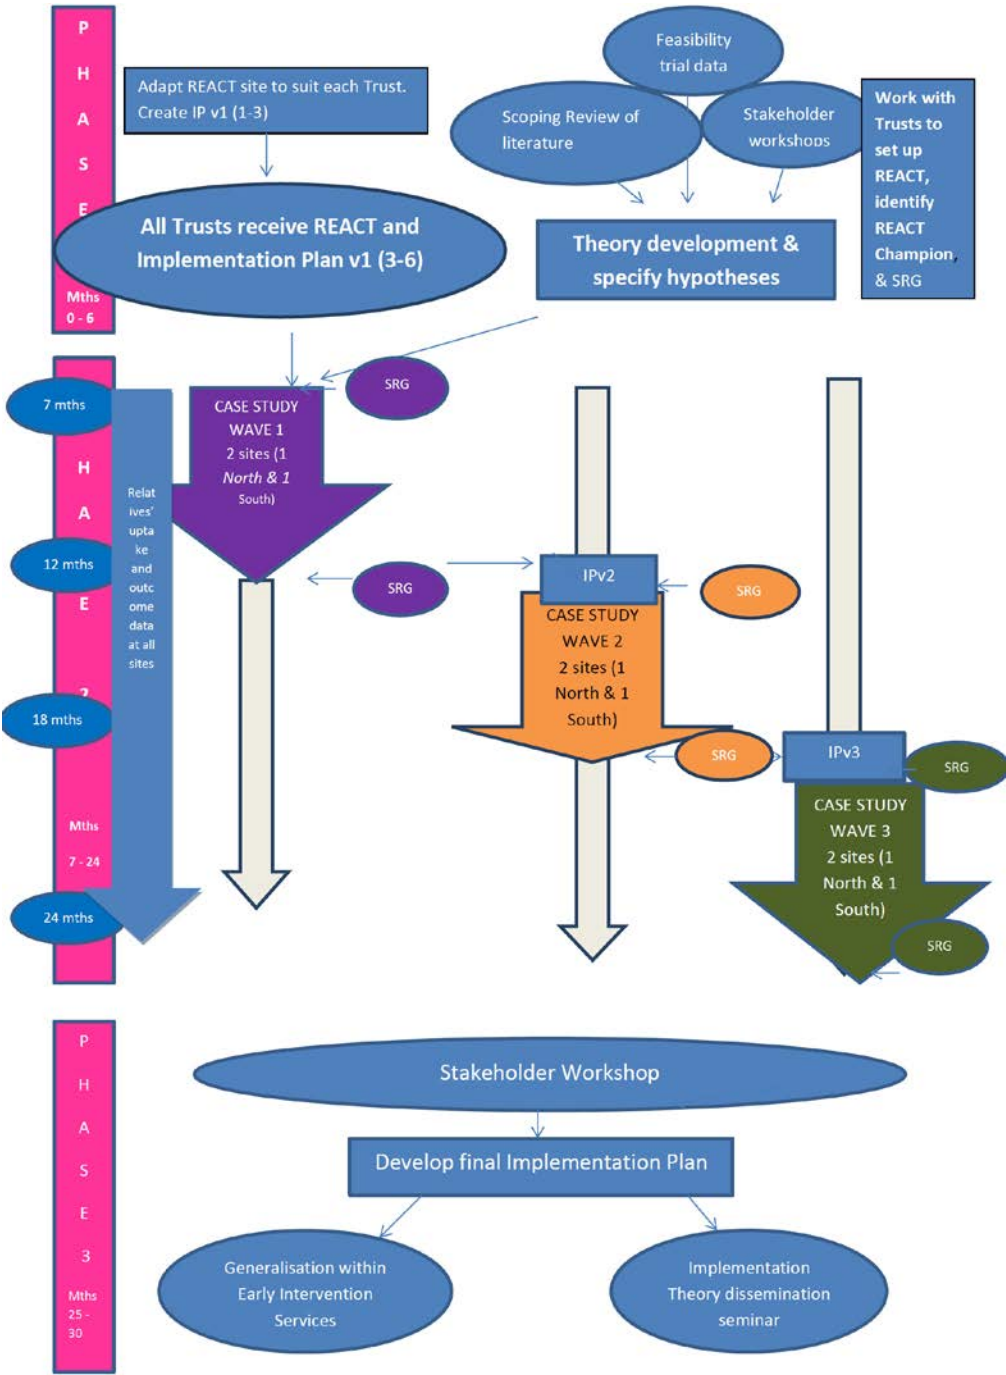 P
H
A
S
E
Mths
0 - 6
Adapt REACT site to suit each Trust.
Create IP v1 (1-3)
All Trusts receive REACT and
Implementation Plan v1 (3-6)
Feasibility
trial data
Scoping Review of
literature
Stakeholder
workshops
Theory development &
specify hypotheses
Work with
Trusts to
set up
REACT,
identify
REACT
Champion,
& SRG
7 mths
H
A
12 mths
E
2
18 mths
Mths
7 - 24
24 mths
Relat
ives'
upta
ke
and
outc
ome
data
at all
sites
SRG
CASE STUDY
WAVE 1
2 sites (1
North & 1
South)
SRG
IPv2
SRG
CASE STUDY
WAVE 2
2 sites (1
North & 1
South)
SRG
IPv3
SRG
CASE STUDY
WAVE 3
2 sites (1
North & 1
South)
SRG
P
H
A
S
E
3
Mths
25 -
30
Stakeholder Workshop
Develop final Implementation Plan
Generalisation within
Early Intervention
Services
Implementation
Theory dissemination
seminar